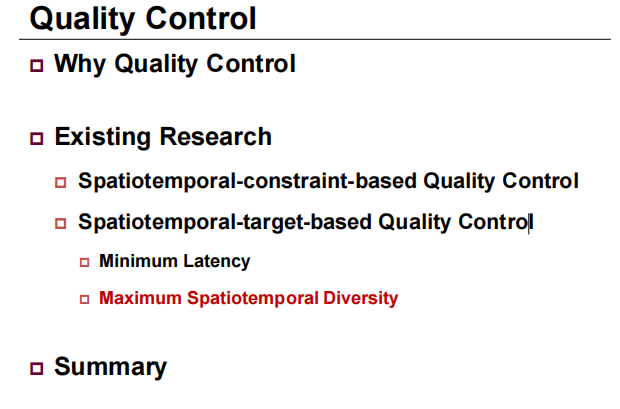 Quality Control
Why Quality Control
Existing Research
Spatiotemporal-constraint-based Quality Control
Spatiotemporal-target-based Quality Control
Minimum Latency
Maximum Spatiotemporal Diversity
Summary